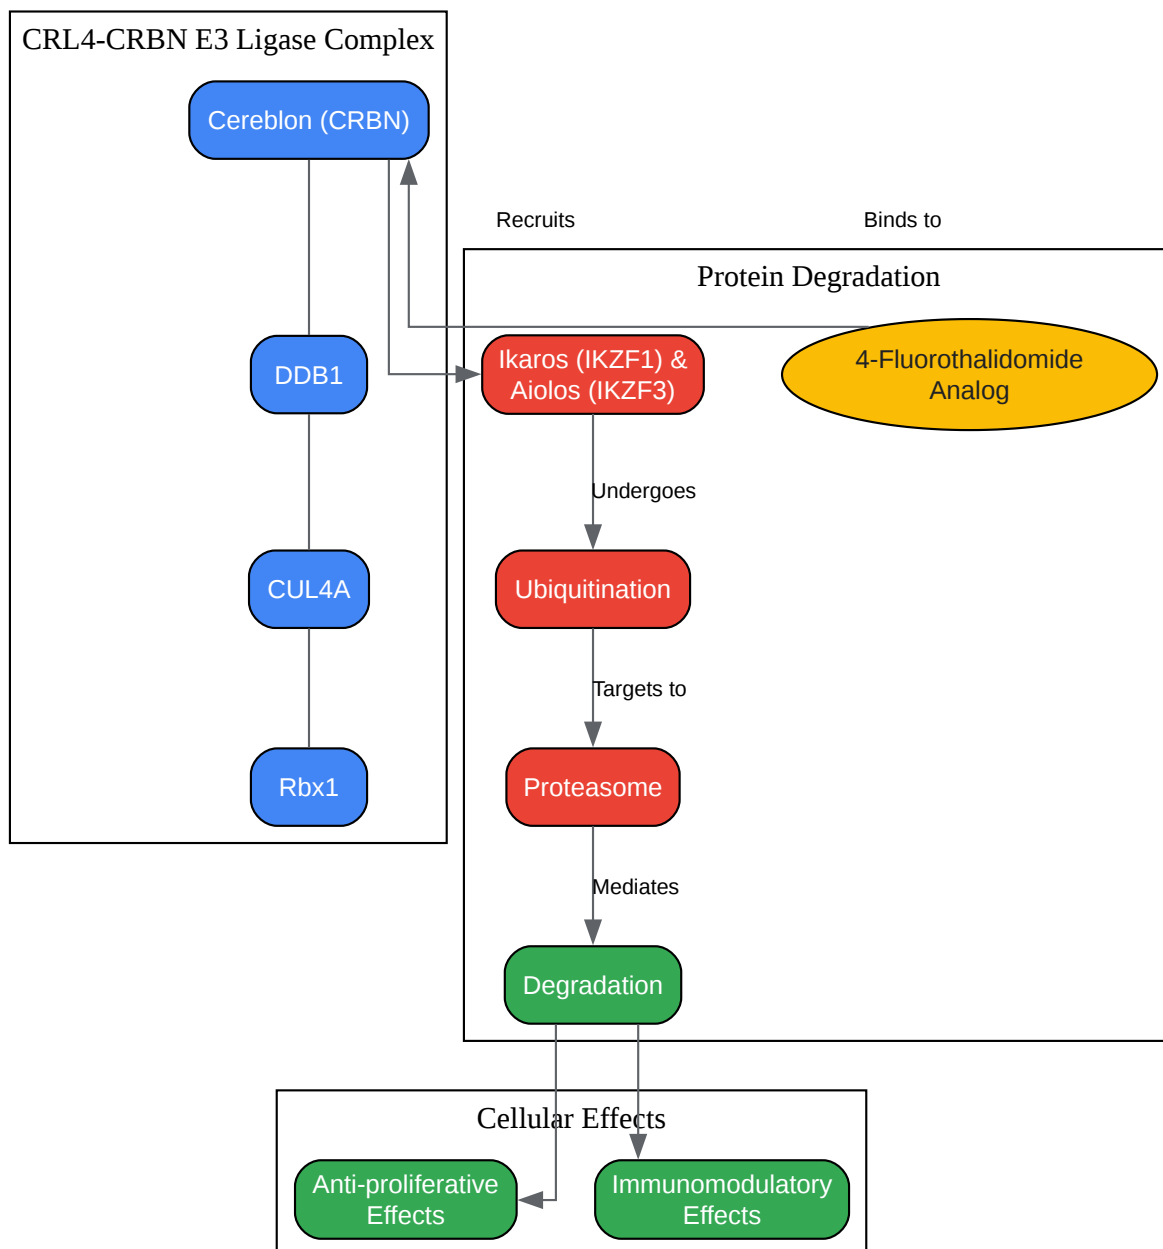 CRL4-CRBN E3 Ligase Complex
Cereblon (CRBN)
Recruits
Binds to
Protein Degradation
DDB1
Ikaros (IKZF1) &
Aiolos (IKZF3)
4-Fluorothalidomide
Analog
Undergoes
CUL4A
Ubiquitination
Targets to
Rbx1
Proteasome
Mediates
Degradation
Cellular Effects
Anti-proliferative
Effects
Immunomodulatory
Effects